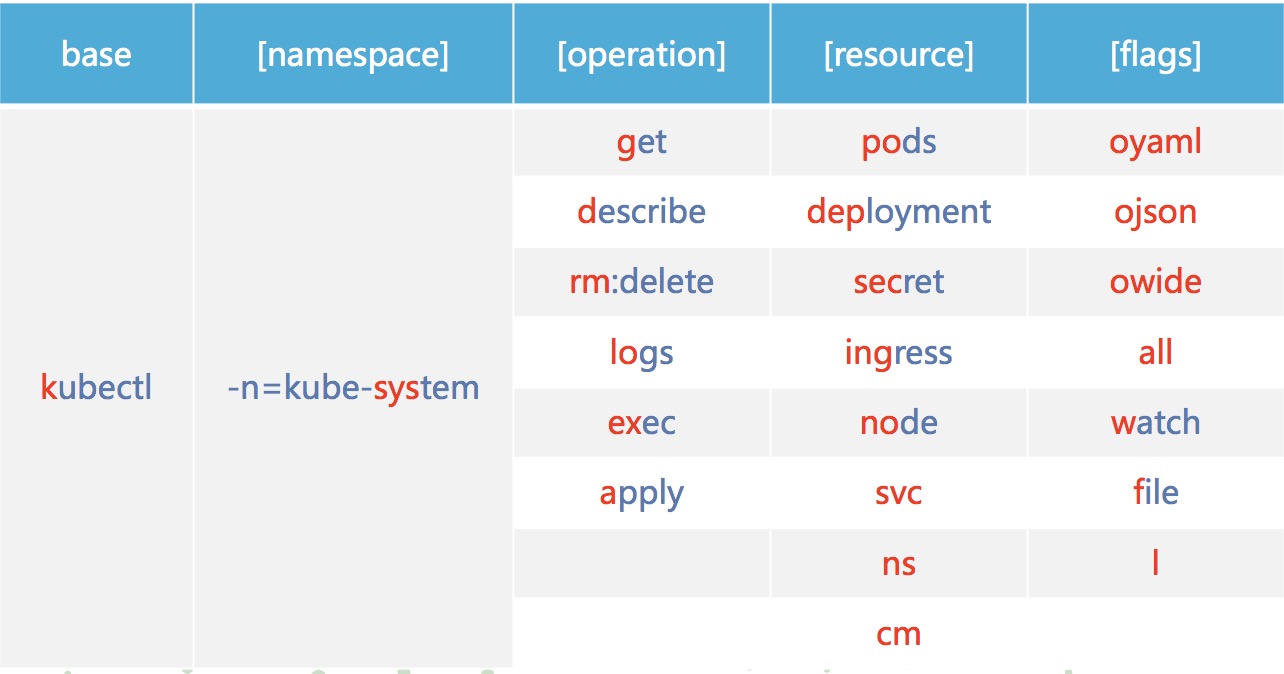 base [namespace] [operation] [resource] [flags]
get pods oyaml
describe deployment ojson
rm:delete secret owide
logs ingress all
kubectl -n=kube-system
exec node watch
apply svc file
ns l
cm